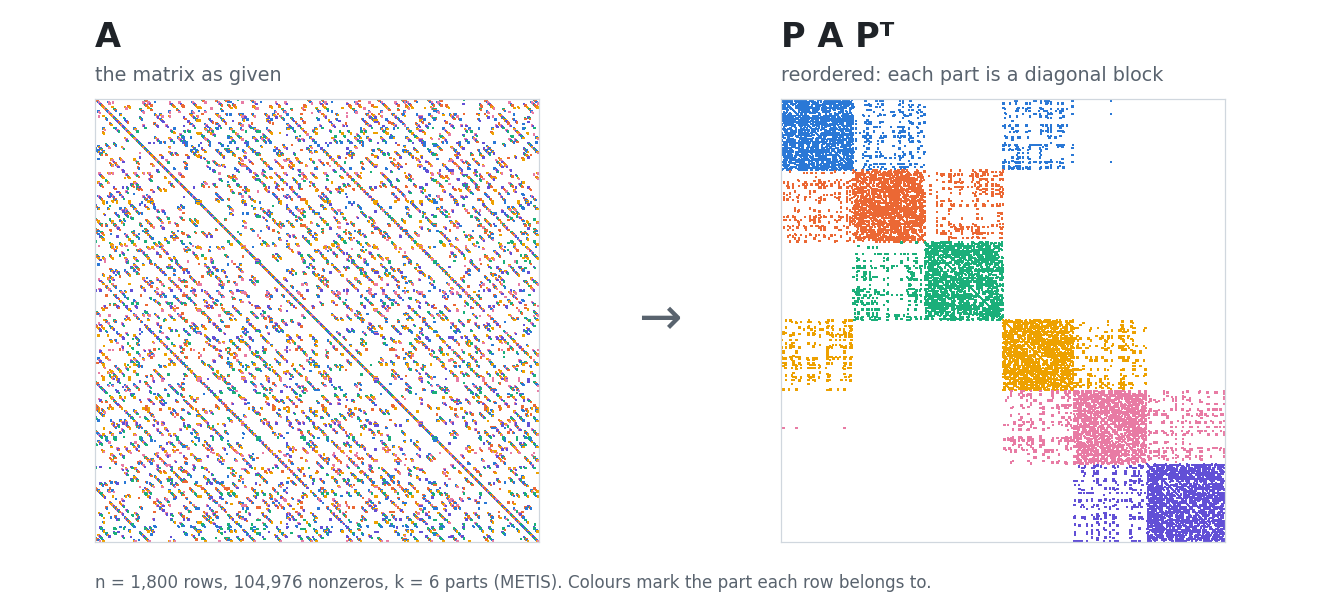 A
the matrix as given
P A Pᵀ
reordered: each part is a diagonal block
→
n = 1,800 rows, 104,976 nonzeros, k = 6 parts (METIS). Colours mark the part each row belongs to.